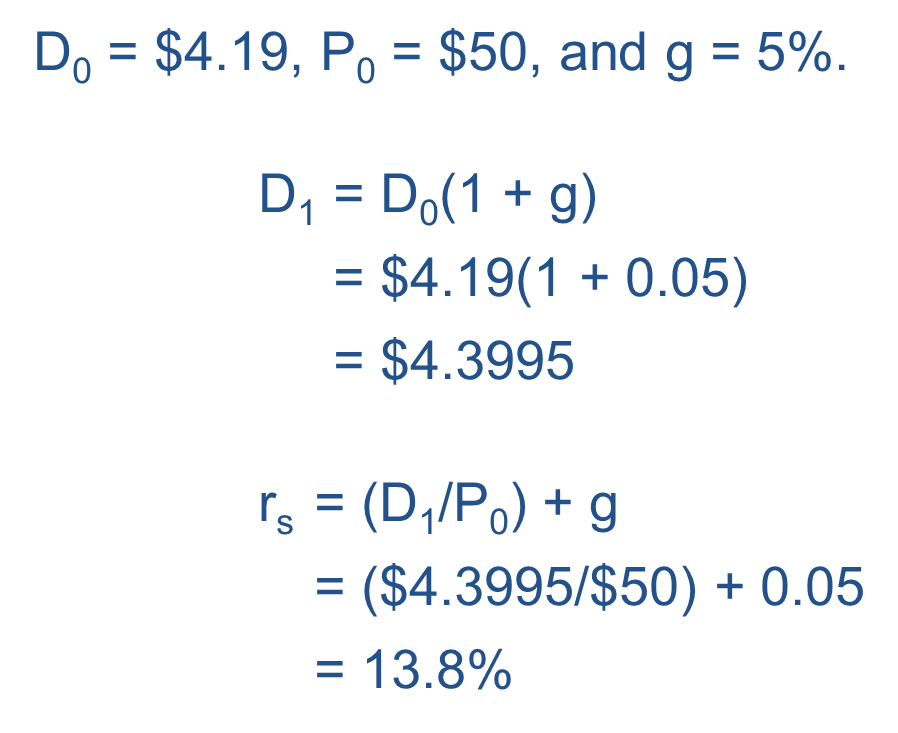 D₀ = $4.19, P₀ = $50, and g = 5%.
D₁ = D₀(1 + g)
= $4.19(1 + 0.05)
= $4.3995
rₛ = (D₁/P₀) + g
= ($4.3995/$50) + 0.05
= 13.8%